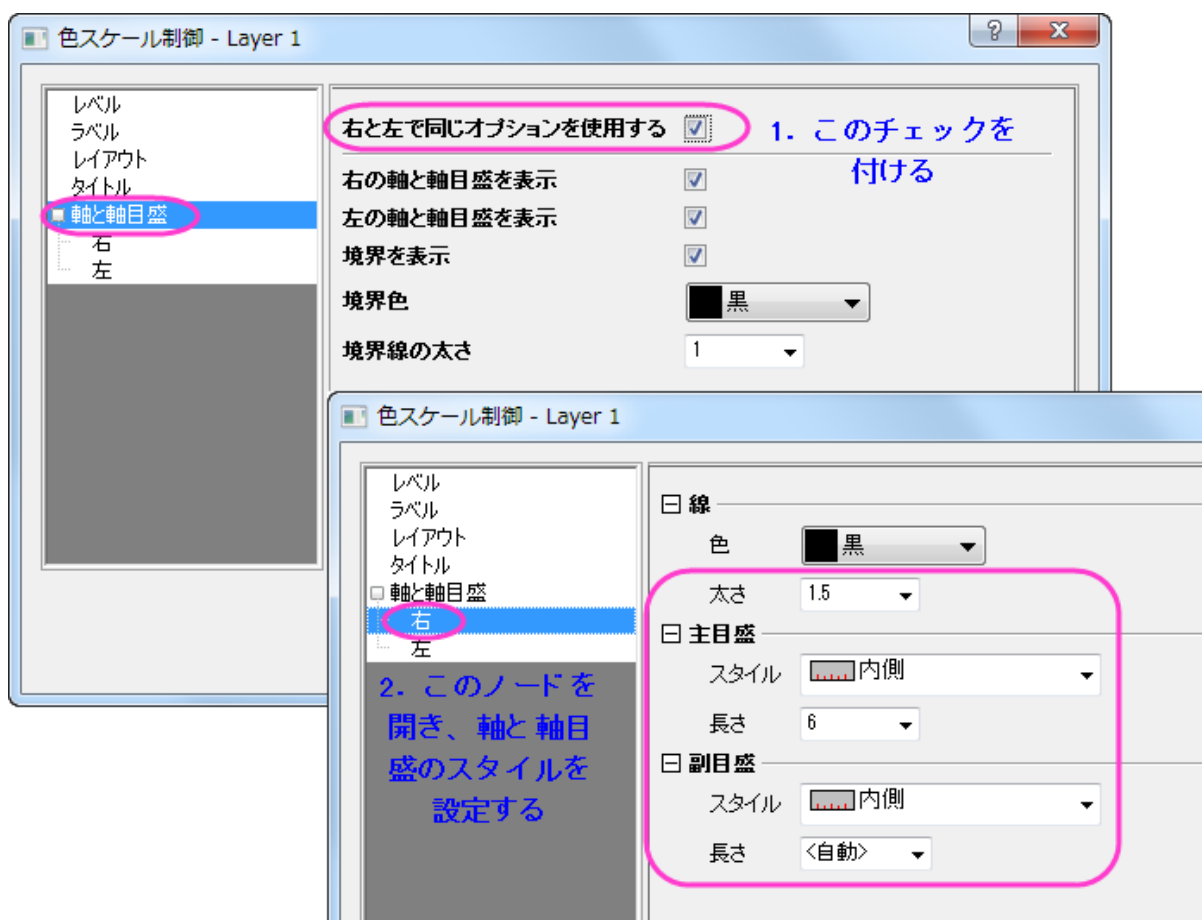 色スケール制御 - Layer 1
?
レベル
ラベル
レイアウト
タイトル
軸と軸目盛
右
左
右と左で同じオプションを使用する
1. このチェックを
付ける
右の軸と軸目盛を表示
左の軸と軸目盛を表示
境界を表示
境界色 黒
境界線の太さ 1
色スケール制御 - Layer 1
レベル
ラベル
レイアウト
タイトル
軸と軸目盛
右
左
2. このノードを
開き、軸と軸目
盛のスタイルを
設定する
線
色 黒
太さ 1.5
主目盛
スタイル 内側
長さ 6
副目盛
スタイル 内側
長さ <自動>